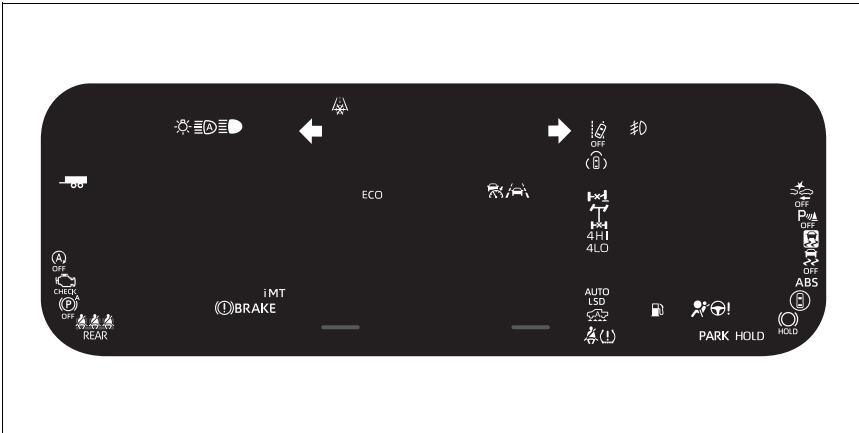 A
OFF
ECO
OFF
4HI
4LO
P
OFF
OFF
ABS
A
OFF
CHECK
P A
OFF
REAR
iMT
(!)BRAKE
AUTO
LSD
A
(!)
!
PARK HOLD
HOLD